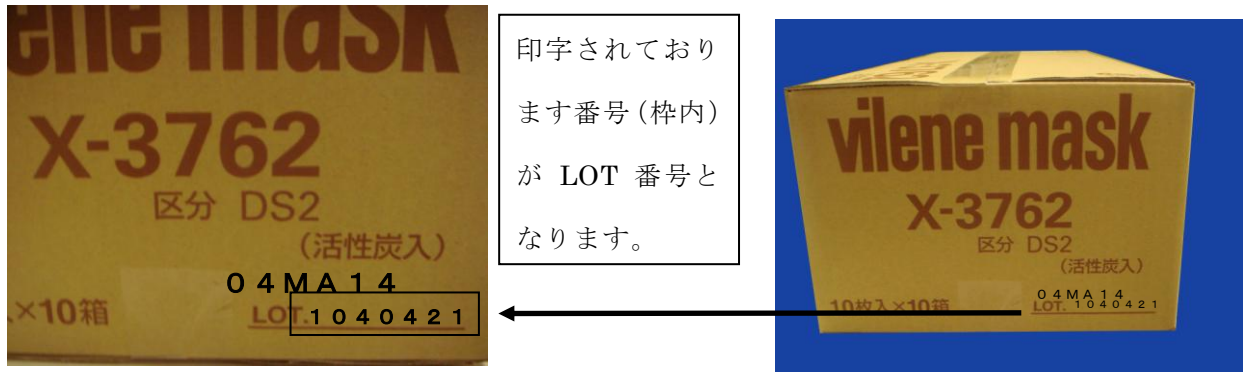 ene mask
X-3762
区分 DS2
(活性炭入)
04MA14
×10箱
LOT.1040421
印字されており
ます番号(枠内)
が LOT 番号と
なります。
vilene mask
X-3762
区分 DS2
(活性炭入)
04MA14
10枚入×10箱
LOT.1040421